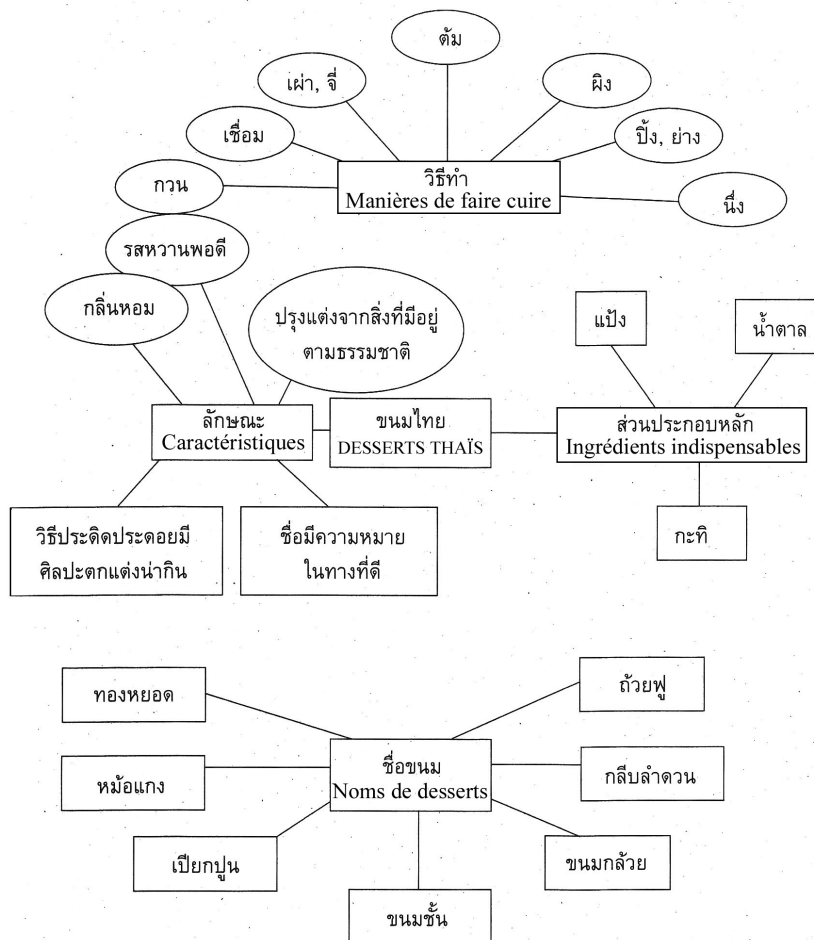 ต้ม
เผ่า, จี่
ผิง
เชื่อม
ปิ้ง, ย่าง
กวน
วิธีทำ
Manières de faire cuire
นึ่ง
รสหวานพอดี
กลิ่นหอม
ปรุงแต่งจากสิ่งที่มีอยู่
ตามธรรมชาติ
แป้ง
น้ำตาล
ลักษณะ
Caractéristiques
ขนมไทย
DESSERTS THAÏS
ส่วนประกอบหลัก
Ingrédients indispensables
วิธีประดิดประดอยมี
ศิลปะตกแต่งน่ากิน
ชื่อมีความหมาย
ในทางที่ดี
กะทิ
ทองหยอด
ถ้วยฟู
หม้อแกง
ชื่อขนม
Noms de desserts
กลีบลำดวน
เปียกปูน
ขนมกล้วย
ขนมชั้น